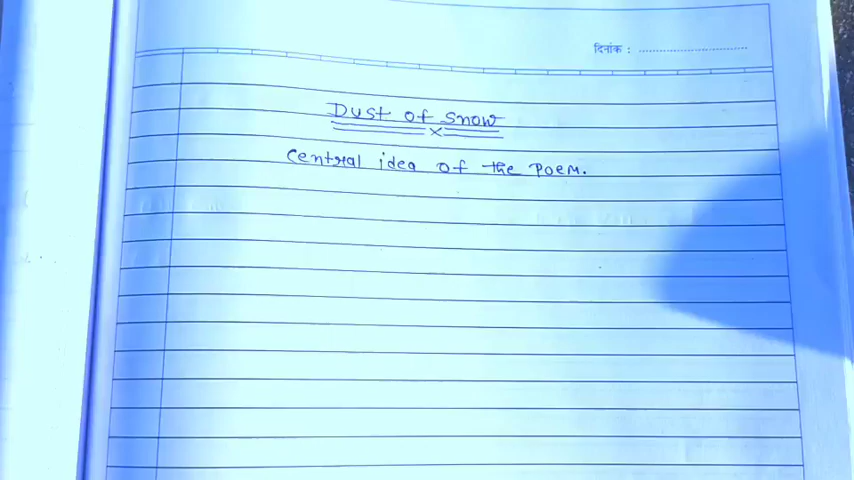 दिनांक : ..............................
Dust of snow
×
Central idea of the poem.